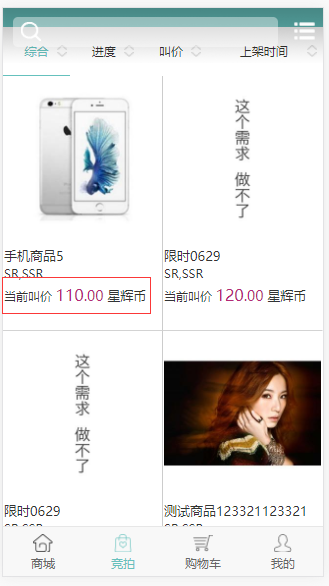 综合 进度 叫价 上架时间
这个需求 做不了
手机商品5
SR,SSR
当前叫价 110.00 星辉币
限时0629
SR,SSR
当前叫价 120.00 星辉币
这个需求 做不了
限时0629
SR,SSR
测试商品123321123321
SR,SSR
商城 竞拍 购物车 我的